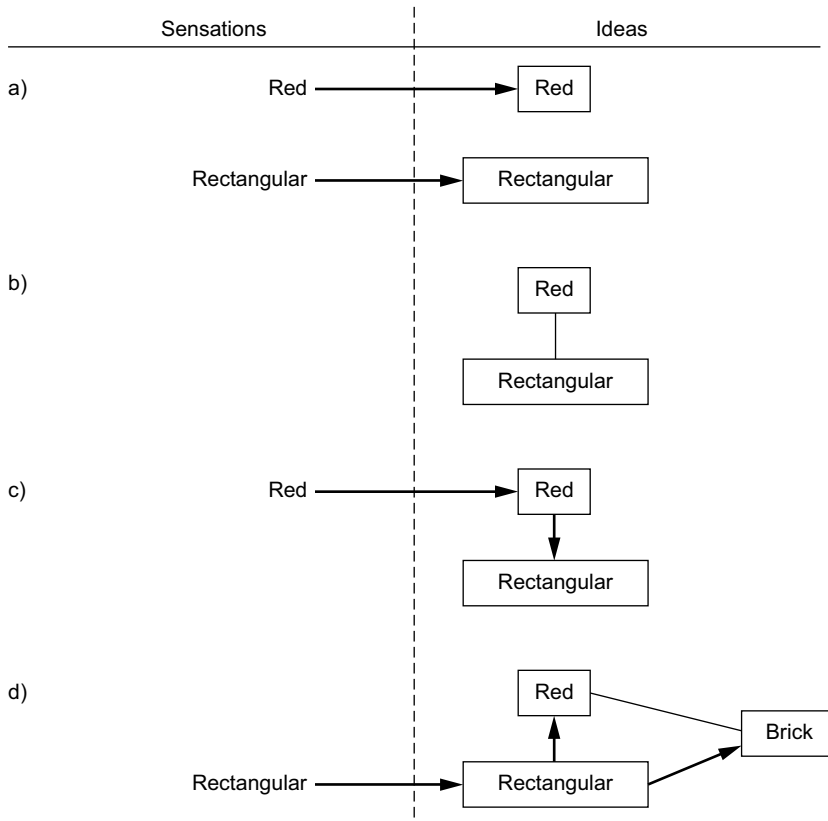 Sensations Ideas
a) Red Red
Rectangular Rectangular
b) Red
Rectangular
c) Red Red
Rectangular
d) Red
Brick
Rectangular Rectangular